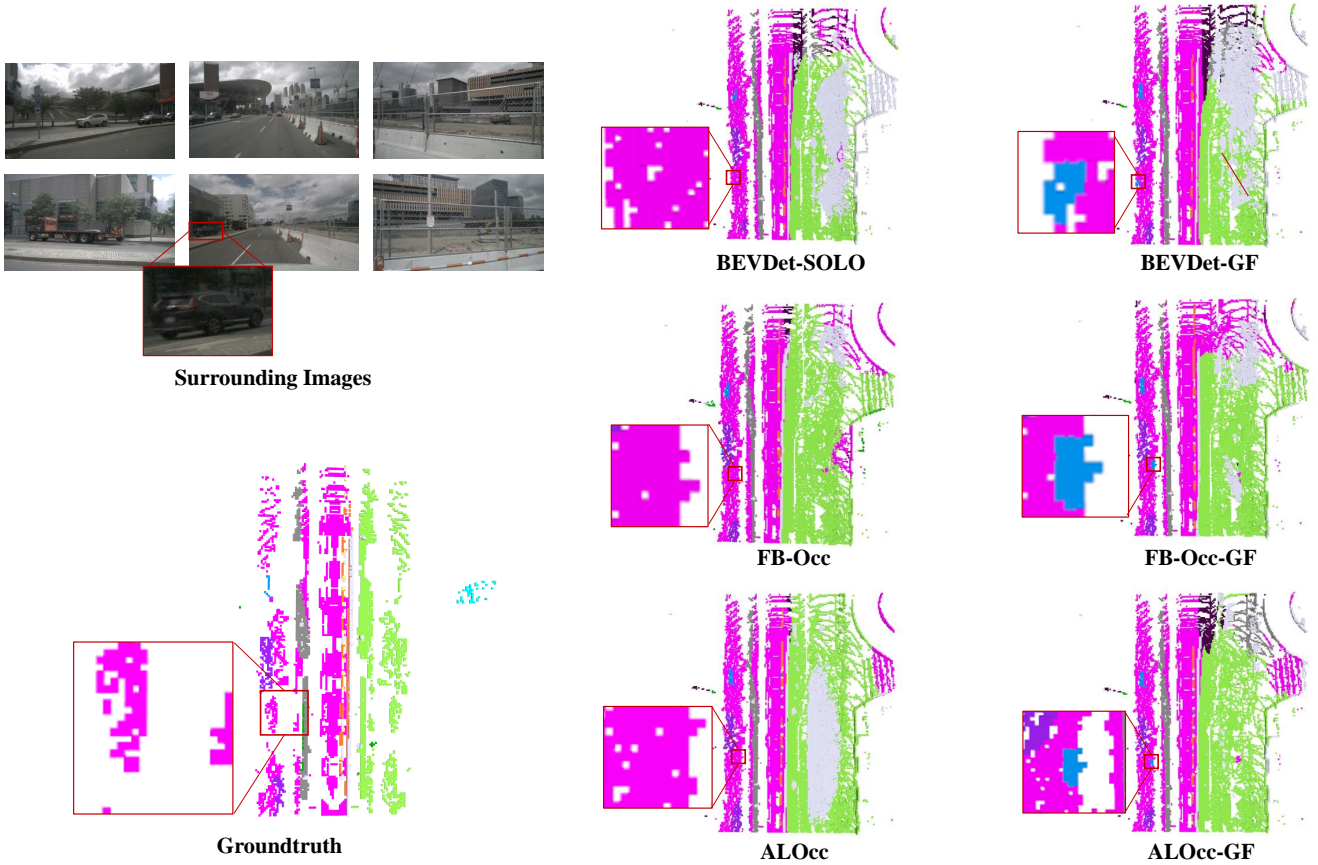 BEVDet-SOLO
BEVDet-GF
Surrounding Images
FB-Occ
FB-Occ-GF
Groundtruth
ALOcc
ALOcc-GF